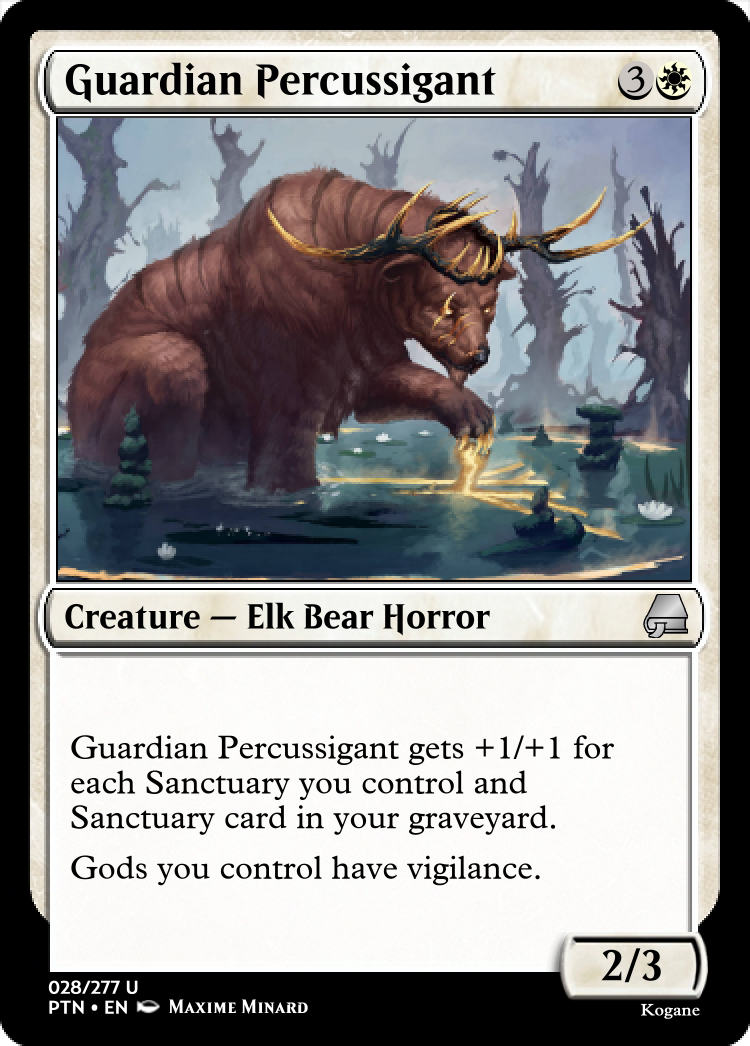 Guardian Percussigant 3
Creature — Elk Bear Horror
Guardian Percussigant gets +1/+1 for
each Sanctuary you control and
Sanctuary card in your graveyard.
Gods you control have vigilance.
2/3
028/277 U
PTN • EN MAXIME MINARD
Kogane